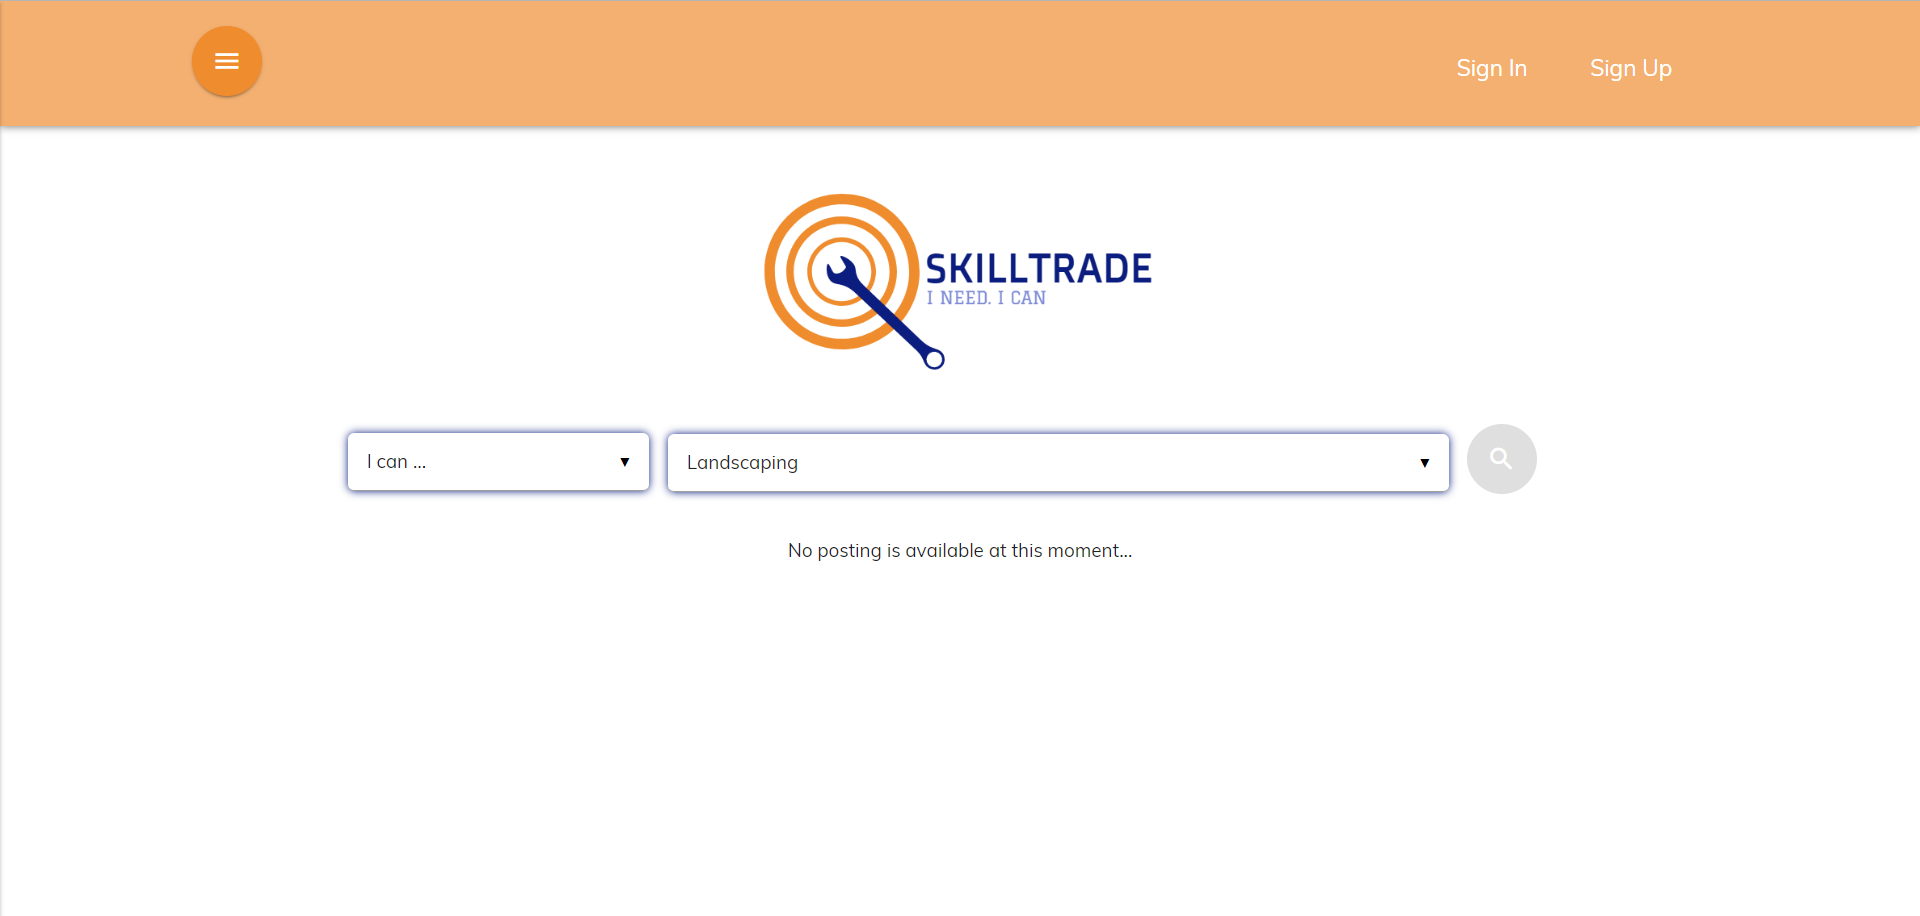 Sign In
Sign Up
SKILLTRADE
I NEED. I CAN
I can ...
Landscaping
No posting is available at this moment...